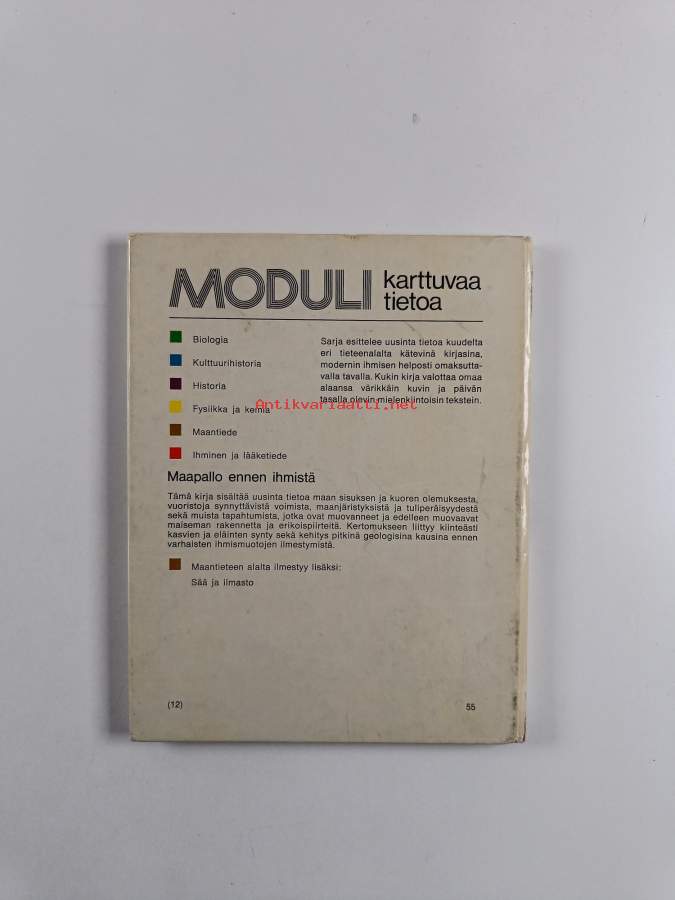 MODULI karttuvaa
tietoa
Biologia
Kulttuurihistoria
Historia
Fysiikka ja kemia
Maantiede
Ihminen ja lääketiede
Sarja esittelee uusinta tietoa kuudelta
eri tieteenalalta kätevinä kirjasina,
modernin ihmisen helposti omaksutta-
valla tavalla. Kukin kirja valottaa omaa
alaansa värikkäin kuvin ja päivän
tasalla olevin mielenkiintoisin tekstein.
Antikvariaatti.net
Maapallo ennen ihmistä
Tämä kirja sisältää uusinta tietoa maan sisuksen ja kuoren olemuksesta,
vuoristoja synnyttävistä voimista, maanjäristyksistä ja tuliperäisyydestä
sekä muista tapahtumista, jotka ovat muovanneet ja edelleen muovaavat
maiseman rakennetta ja erikoispiirteitä. Kertomukseen liittyy kiinteästi
kasvien ja eläinten synty sekä kehitys pitkinä geologisina kausina ennen
varhaisten ihmismuotojen ilmestymistä.
Maantieteen alalta ilmestyy lisäksi:
Sää ja ilmasto
(12) 55